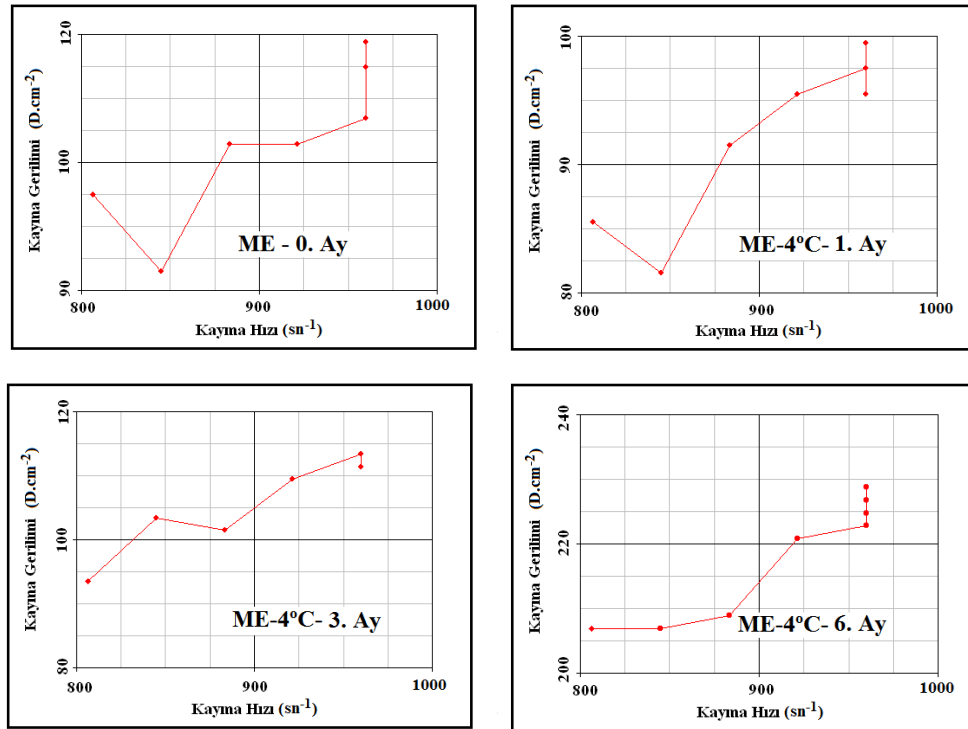 120
100
90
Kayma Gerilimi (D.cm⁻²)
ME - 0. Ay
800 900 1000
Kayma Hızı (sn⁻¹)
100
90
80
Kayma Gerilimi (D.cm⁻²)
ME-4ºC- 1. Ay
800 900 1000
Kayma Hızı (sn⁻¹)
120
100
80
Kayma Gerilimi (D.cm⁻²)
ME-4ºC- 3. Ay
800 900 1000
Kayma Hızı (sn⁻¹)
240
220
200
Kayma Gerilimi (D.cm⁻²)
ME-4ºC- 6. Ay
800 900 1000
Kayma Hızı (sn⁻¹)